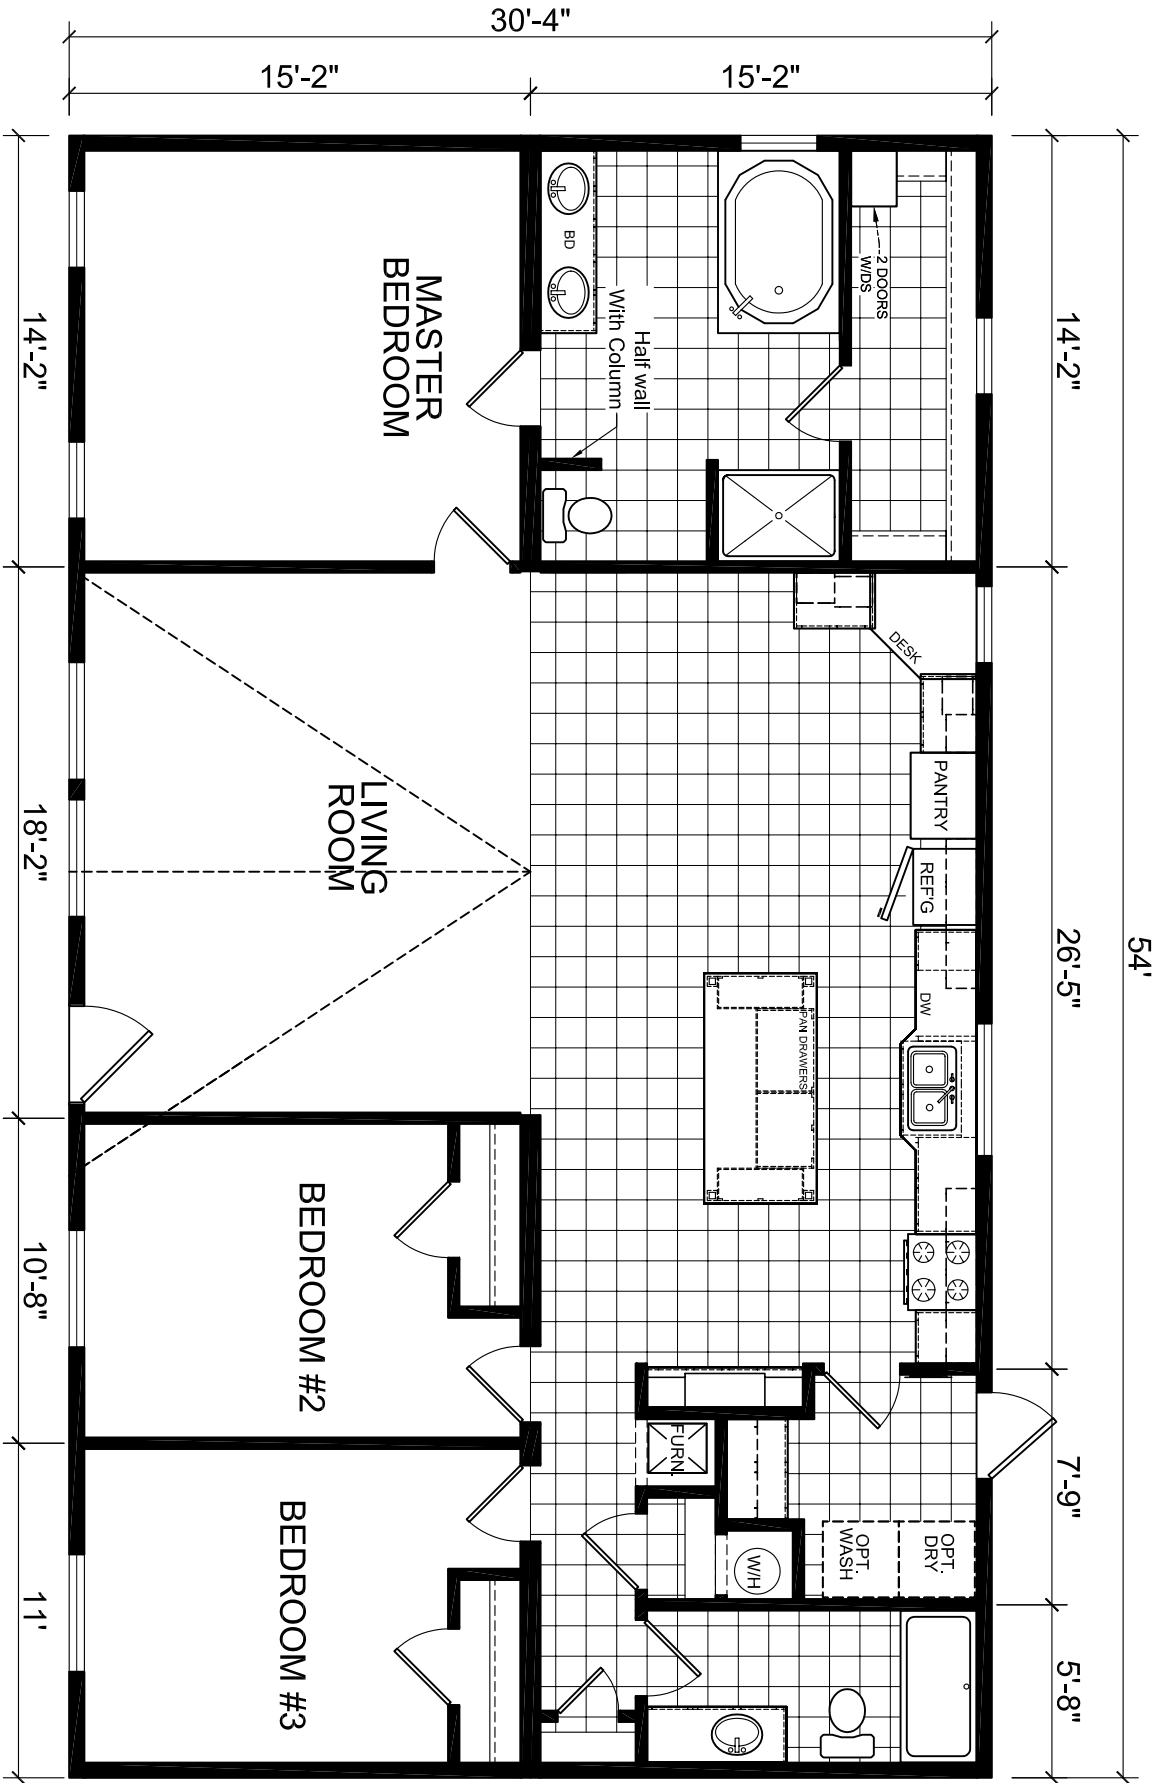 30'-4"
15'-2"
15'-2"
54'
14'-2"
26'-5"
7'-9"
5'-8"
14'-2"
18'-2"
10'-8"
11'
2 DOORS
W/DS
BD
Half wall
With Column
MASTER
BEDROOM
DESK
PANTRY
REF'G
DW
PAN DRAWERS
LIVING
ROOM
BEDROOM #2
FURN.
W/H
OPT.
DRY
OPT.
WASH
BEDROOM #3